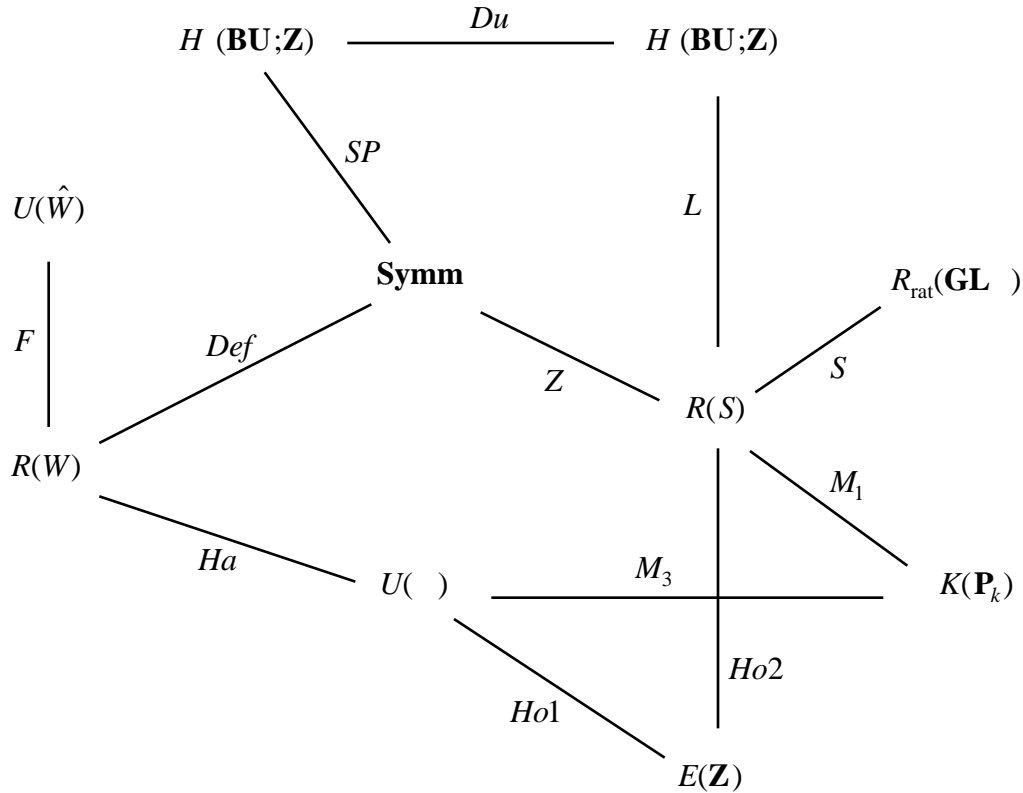 Du
H (BU;Z) H (BU;Z)
SP
U(Ŵ)
L
Symm
R_rat(GL )
F
Def
Z
S
R(S)
R(W)
M_1
Ha
M_3
U( )
K(P_k)
Ho2
Ho1
E(Z)